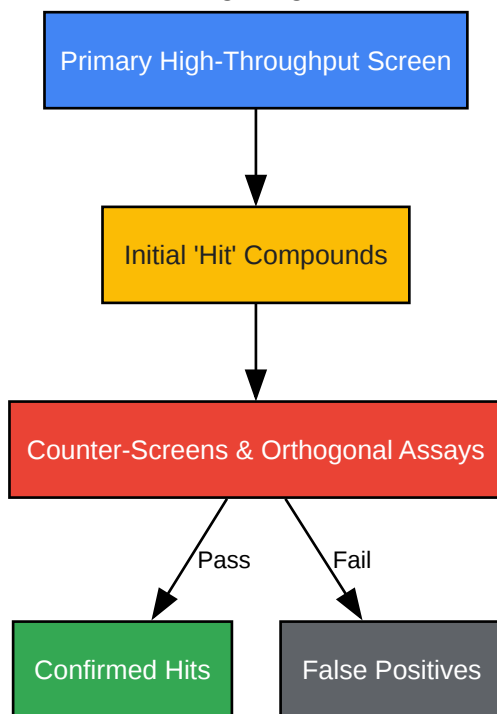 Primary High-Throughput Screen
Initial 'Hit' Compounds
Counter-Screens & Orthogonal Assays
Pass
Fail
Confirmed Hits
False Positives